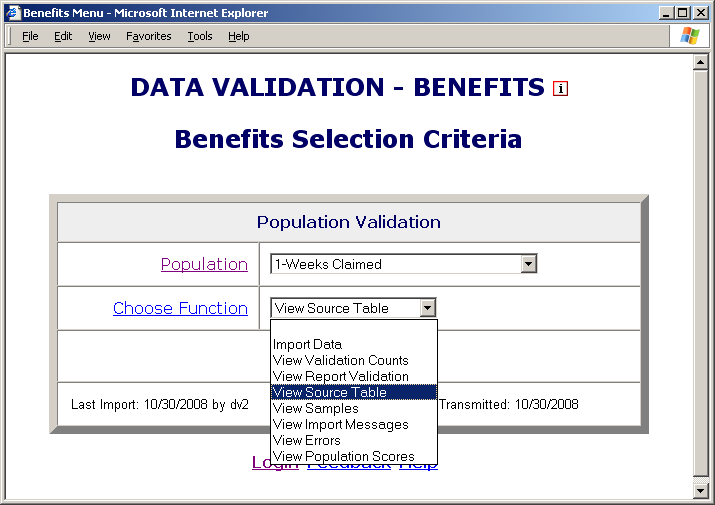 Benefits Menu - Microsoft Internet Explorer
File Edit View Favorites Tools Help
DATA VALIDATION - BENEFITS i
Benefits Selection Criteria
Population Validation
Population 1-Weeks Claimed
Choose Function View Source Table
Import Data
View Validation Counts
View Report Validation
View Source Table
Last Import: 10/30/2008 by dv2 View Samples Transmitted: 10/30/2008
View Import Messages
View Errors
View Population Scores
Login Feedback Help